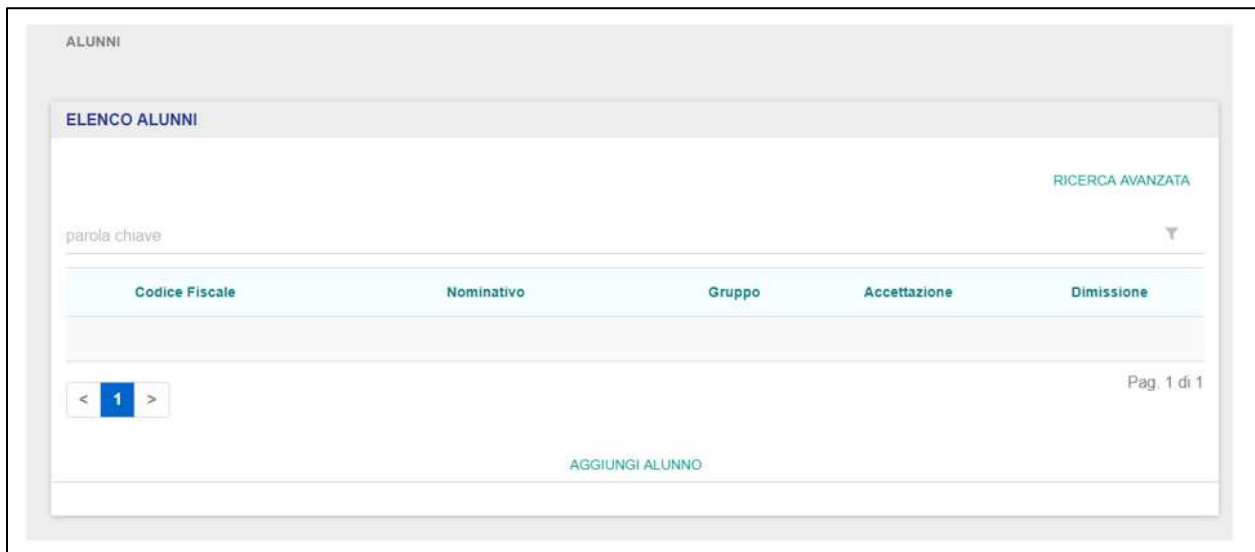 ALUNNI
ELENCO ALUNNI
RICERCA AVANZATA
parola chiave
Codice Fiscale Nominativo Gruppo Accettazione Dimissione
< 1 > Pag. 1 di 1
AGGIUNGI ALUNNO